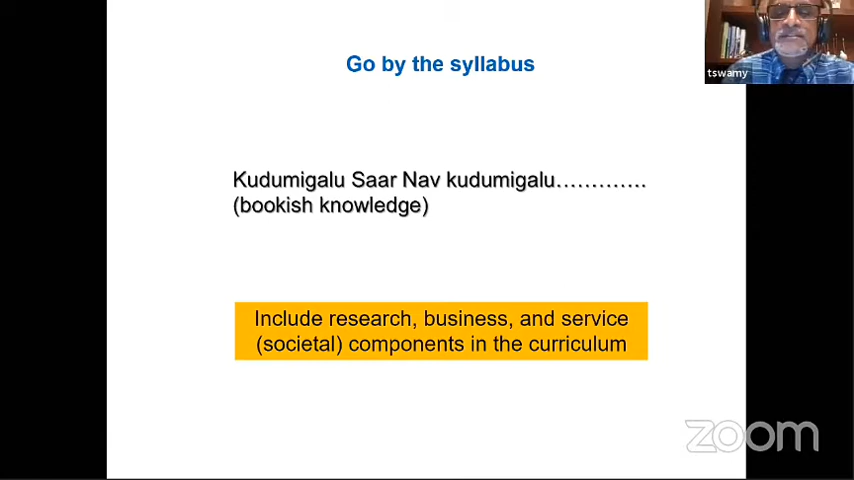 Go by the syllabus
tswamy
Kudumigalu Saar Nav kudumigalu.............
(bookish knowledge)
Include research, business, and service
(societal) components in the curriculum
zoom